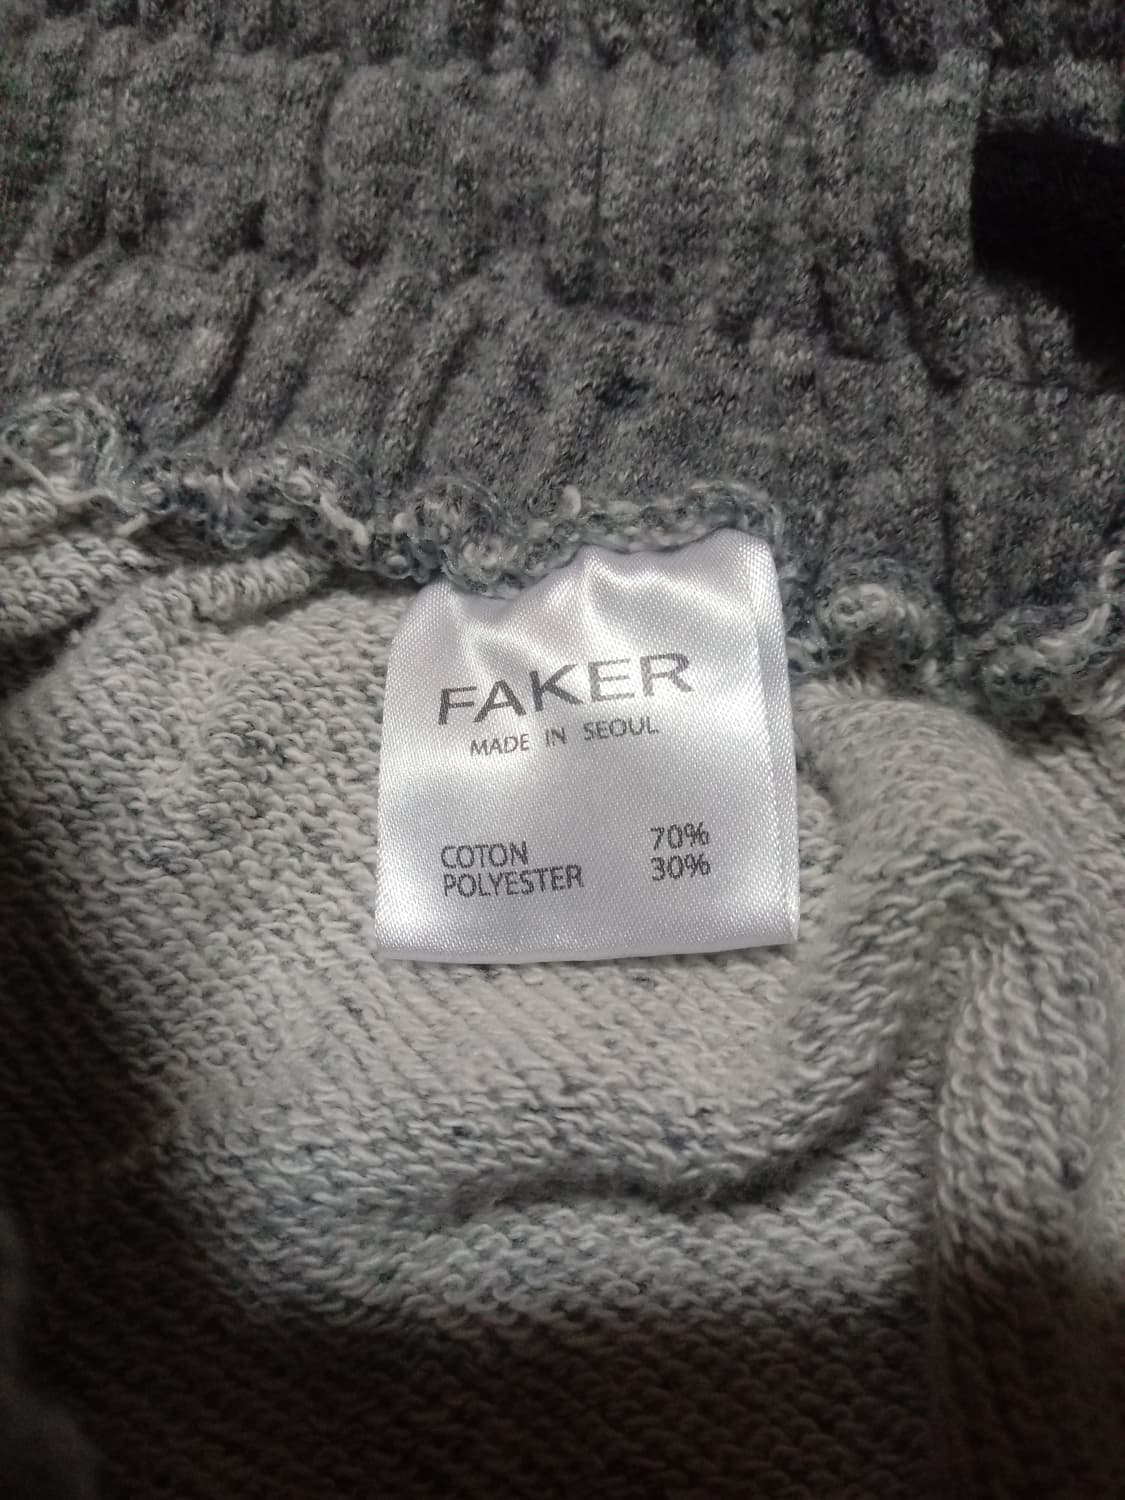 FAKER
MADE IN SEOUL
COTON 70%
POLYESTER 30%